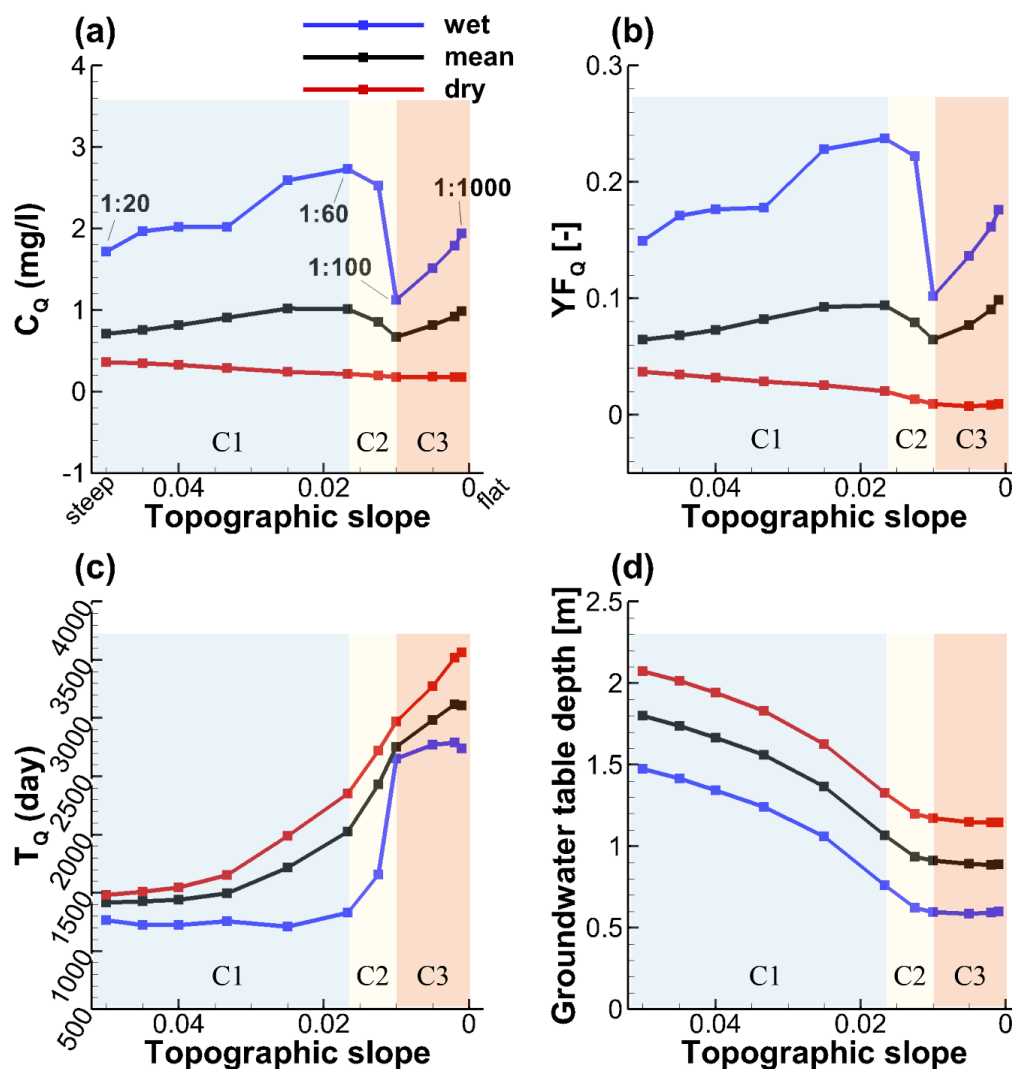 (a)
wet
mean
dry
(b)
4
3
2
1
0
-1
C_Q (mg/l)
1:20
1:60
1:100
1:1000
C1
C2
C3
steep
0.04
0.02
0
flat
Topographic slope
0.3
0.2
0.1
0
YF_Q [-]
C1
C2
C3
0.04
0.02
0
Topographic slope
(c)
4000
3500
3000
2500
2000
1500
1000
500
T_Q (day)
C1
C2
C3
0.04
0.02
0
Topographic slope
(d)
2.5
2
1.5
1
0.5
0
Groundwater table depth [m]
C1
C2
C3
0.04
0.02
0
Topographic slope